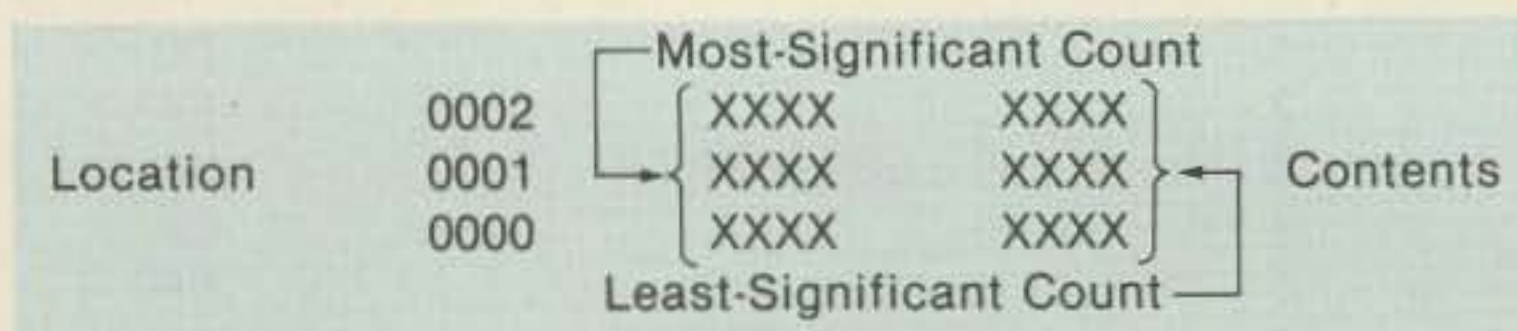 Most-Significant Count
0002 XXXX XXXX
Location 0001 XXXX XXXX Contents
0000 XXXX XXXX
Least-Significant Count